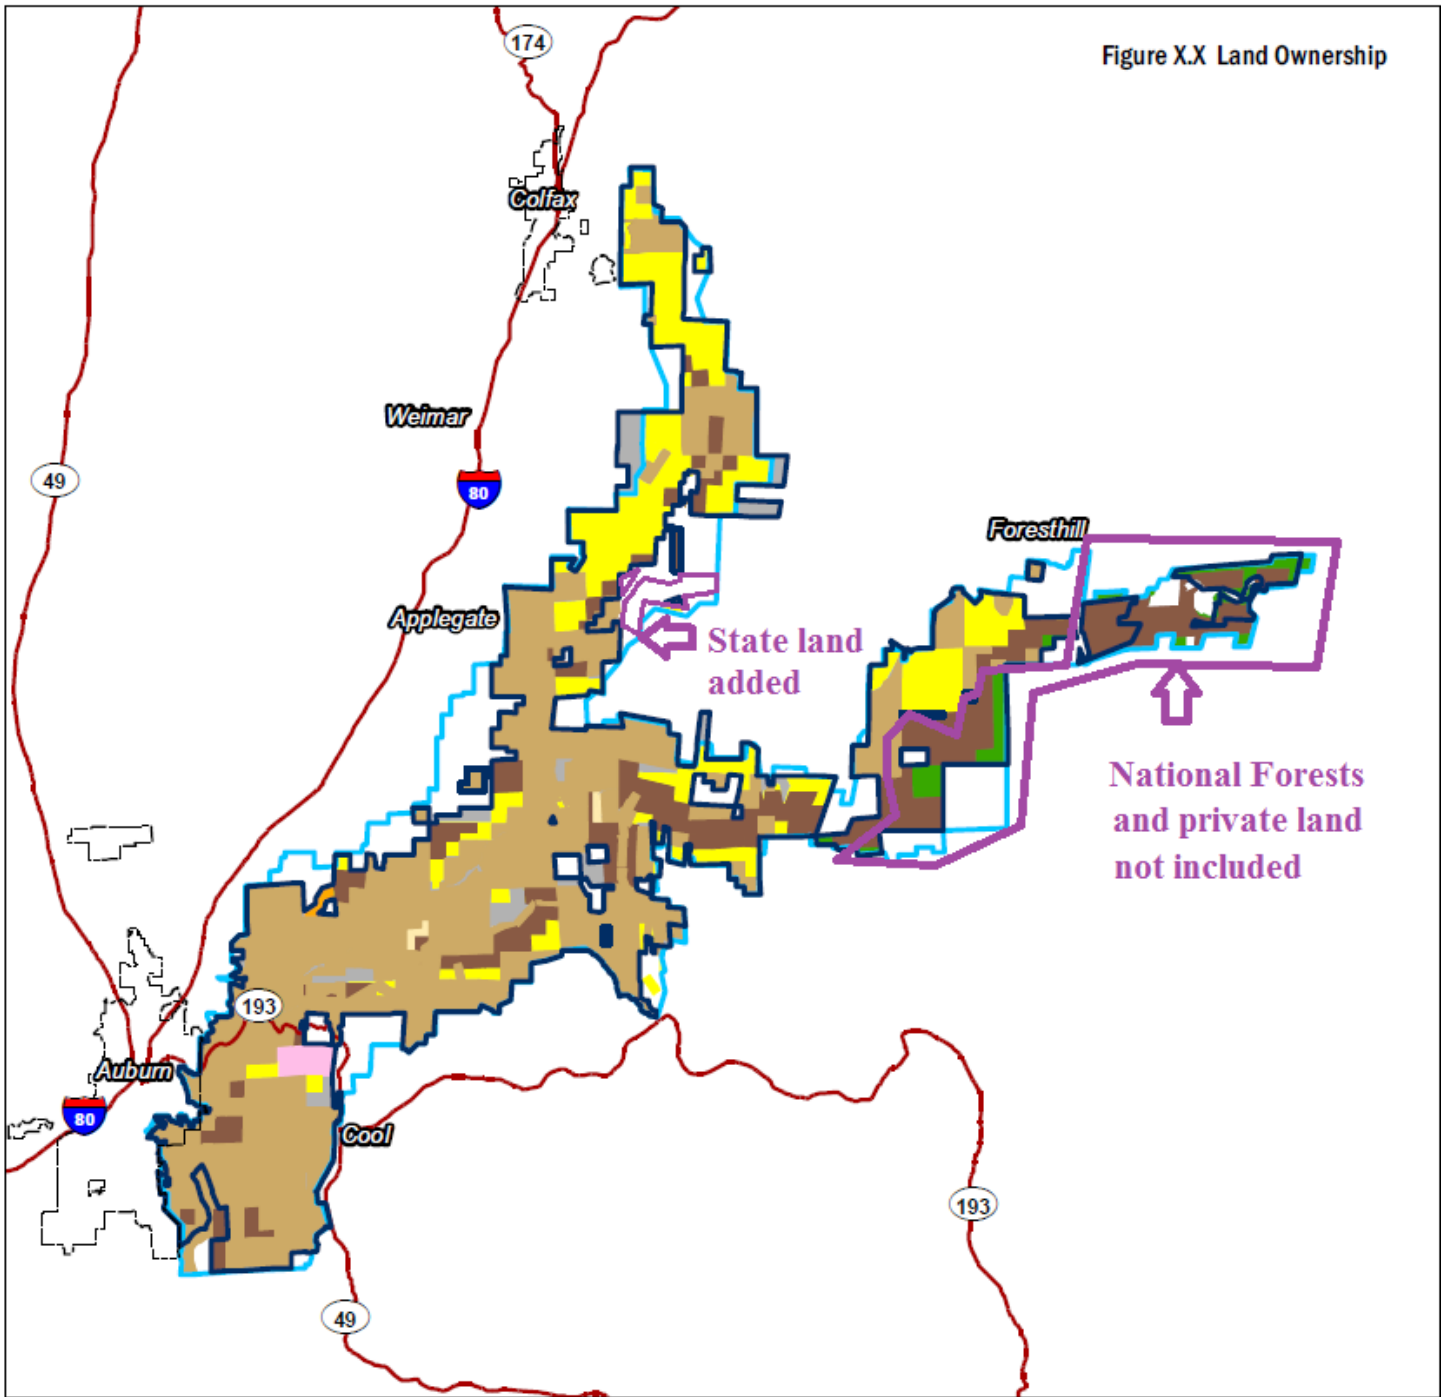 174
Figure X.X Land Ownership
Colfax
Weimar
49
80
Foresthill
Applegate
State land
added
National Forests
and private land
not included
193
Auburn
80
Cool
193
49